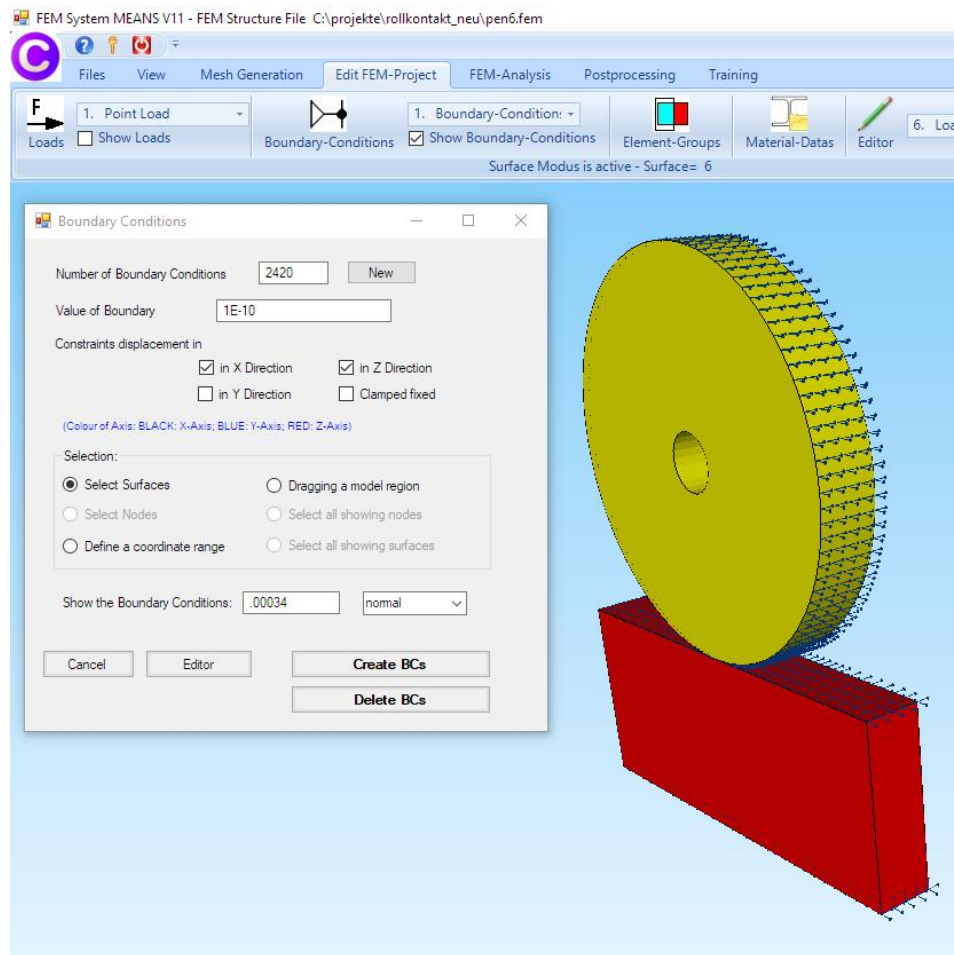 FEM System MEANS V11 - FEM Structure File C:\projekte\rollkontakt_neu\pen6.fem
C
Files View Mesh Generation Edit FEM-Project FEM-Analysis Postprocessing Training
F
1. Point Load
1. Boundary-Condition:
6. Loa
Show Loads
Show Boundary-Conditions
Loads Boundary-Conditions Element-Groups Material-Datas Editor
Surface Modus is active - Surface= 6
Boundary Conditions
Number of Boundary Conditions 2420 New
Value of Boundary 1E-10
Constraints displacement in
in X Direction in Z Direction
in Y Direction Clamped fixed
(Colour of Axis: BLACK: X-Axis; BLUE: Y-Axis; RED: Z-Axis)
Selection:
Select Surfaces Dragging a model region
Select Nodes Select all showing nodes
Define a coordinate range Select all showing surfaces
Show the Boundary Conditions: .00034 normal
Cancel Editor Create BCs
Delete BCs